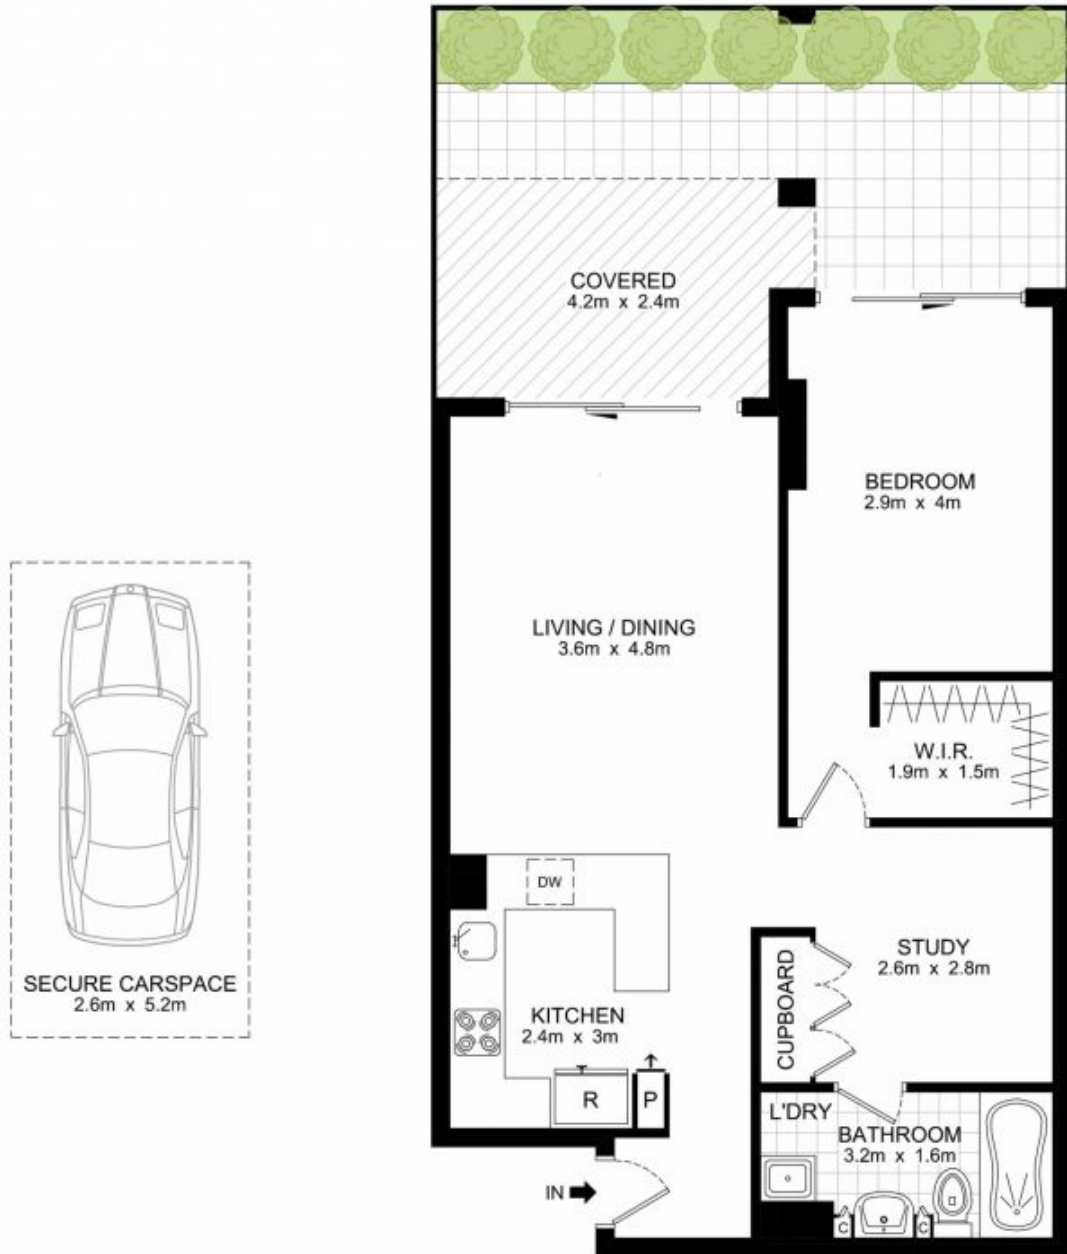 COVERED
4.2m x 2.4m
BEDROOM
2.9m x 4m
LIVING / DINING
3.6m x 4.8m
W.I.R.
1.9m x 1.5m
DW
STUDY
2.6m x 2.8m
CUPBOARD
SECURE CARSPACE
2.6m x 5.2m
KITCHEN
2.4m x 3m
R
P
L'DRY
BATHROOM
3.2m x 1.6m
IN
C
C